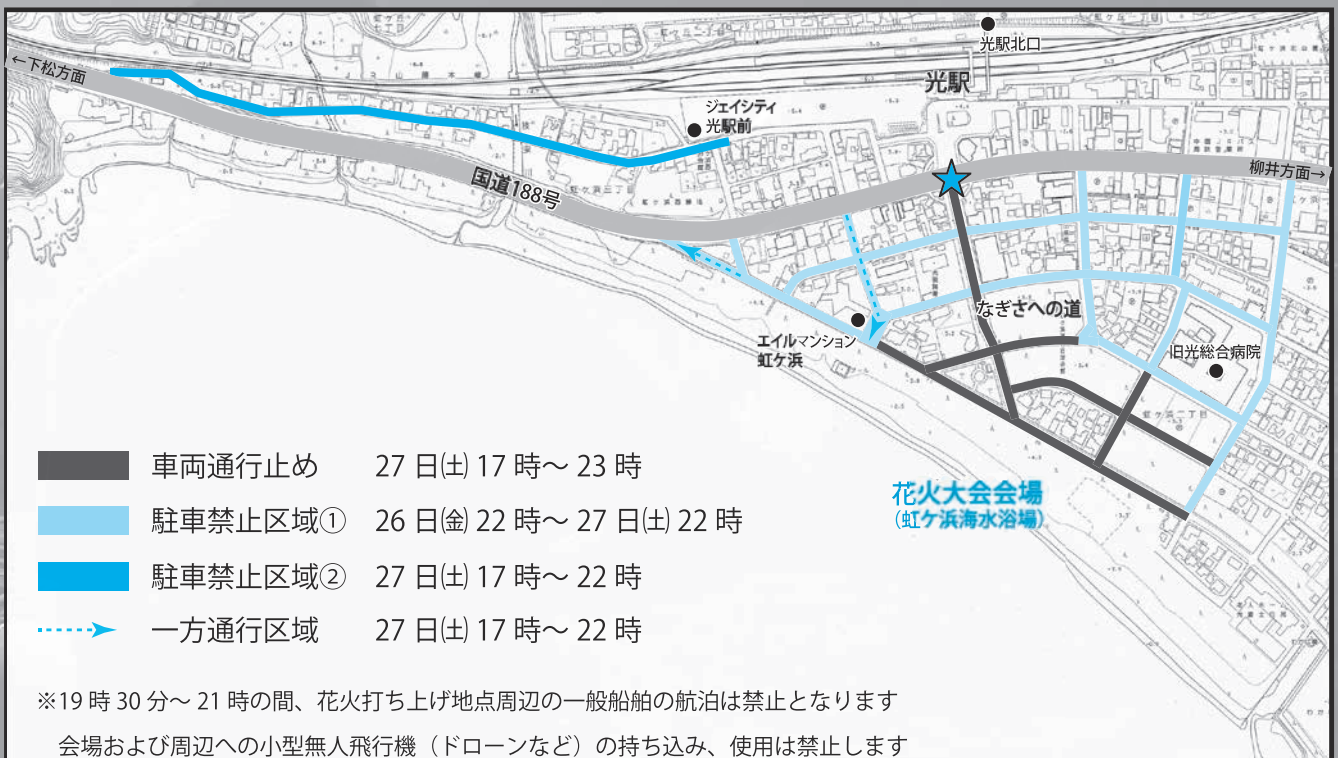 光駅北口
←下松方面
光駅
ジェイシティ
光駅前
国道188号
柳井方面→
なぎさへの道
エイルマンション
虹ケ浜
旧光総合病院
虹ケ浜二丁目
花火大会会場
(虹ケ浜海水浴場)
車両通行止め 27日㈯17時～23時
駐車禁止区域① 26日㈮22時～27日㈯22時
駐車禁止区域② 27日㈯17時～22時
一方通行区域 27日㈯17時～22時
※19時30分～21時の間、花火打ち上げ地点周辺の一般船舶の航泊は禁止となります
会場および周辺への小型無人飛行機（ドローンなど）の持ち込み、使用は禁止します